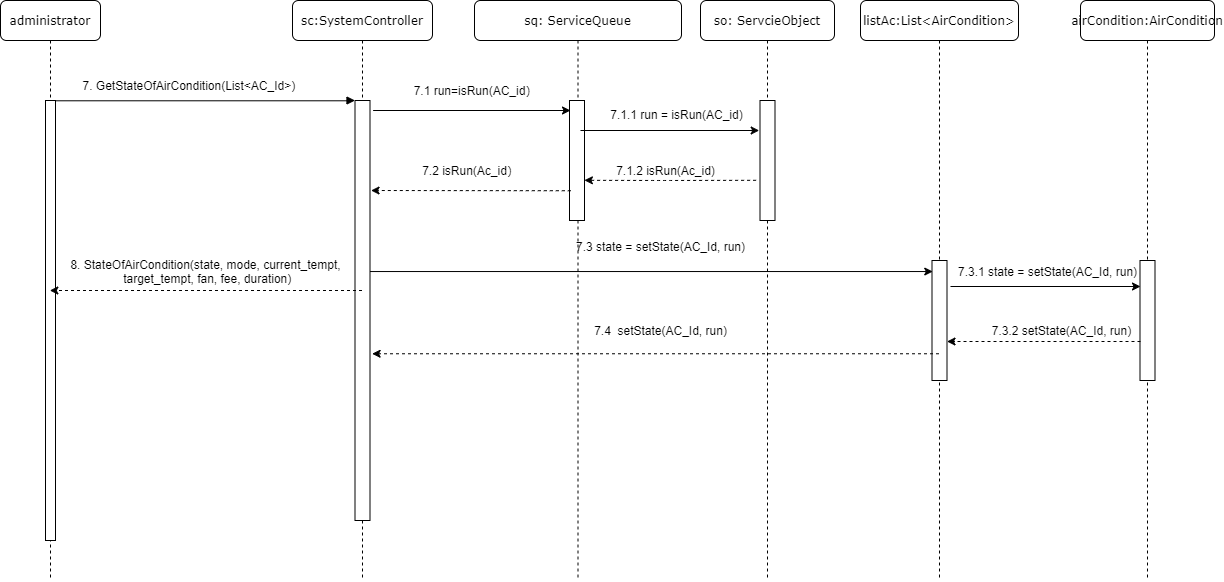 administrator
sc:SystemController
sq: ServiceQueue
so: ServcieObject
listAc:List<AirCondition>
airCondition:AirCondition
7. GetStateOfAirCondition(List<AC_Id>)
7.1 run=isRun(AC_id)
7.1.1 run = isRun(AC_id)
7.2 isRun(Ac_id)
7.1.2 isRun(Ac_id)
7.3 state = setState(AC_Id, run)
8. StateOfAirCondition(state, mode, current_tempt,
target_tempt, fan, fee, duration)
7.3.1 state = setState(AC_Id, run)
7.4 setState(AC_Id, run)
7.3.2 setState(AC_Id, run)